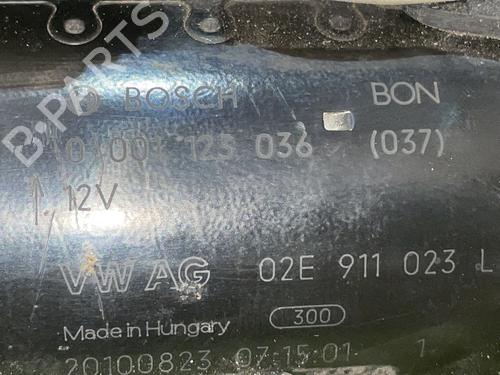 B-PARTS
BOSCH BON
0 001 123 036 (037)
12V
VW AG 02E 911 023 L
Made in Hungary 300
20100823 07:15:01 1